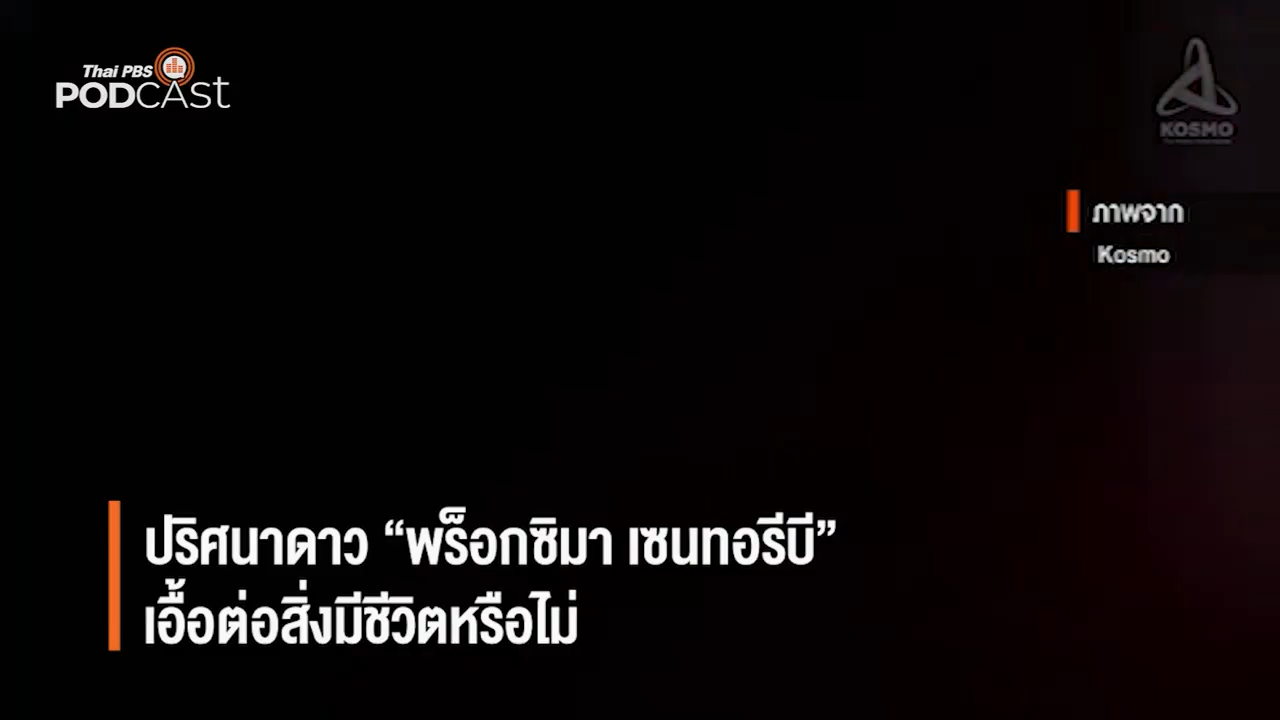 Thai PBS
PODCAST
KOSMO
ภาพจาก
Kosmo
ปริศนาดาว “พร็อกซิมา เซนทอรีบี”
เอื้อต่อสิ่งมีชีวิตหรือไม่